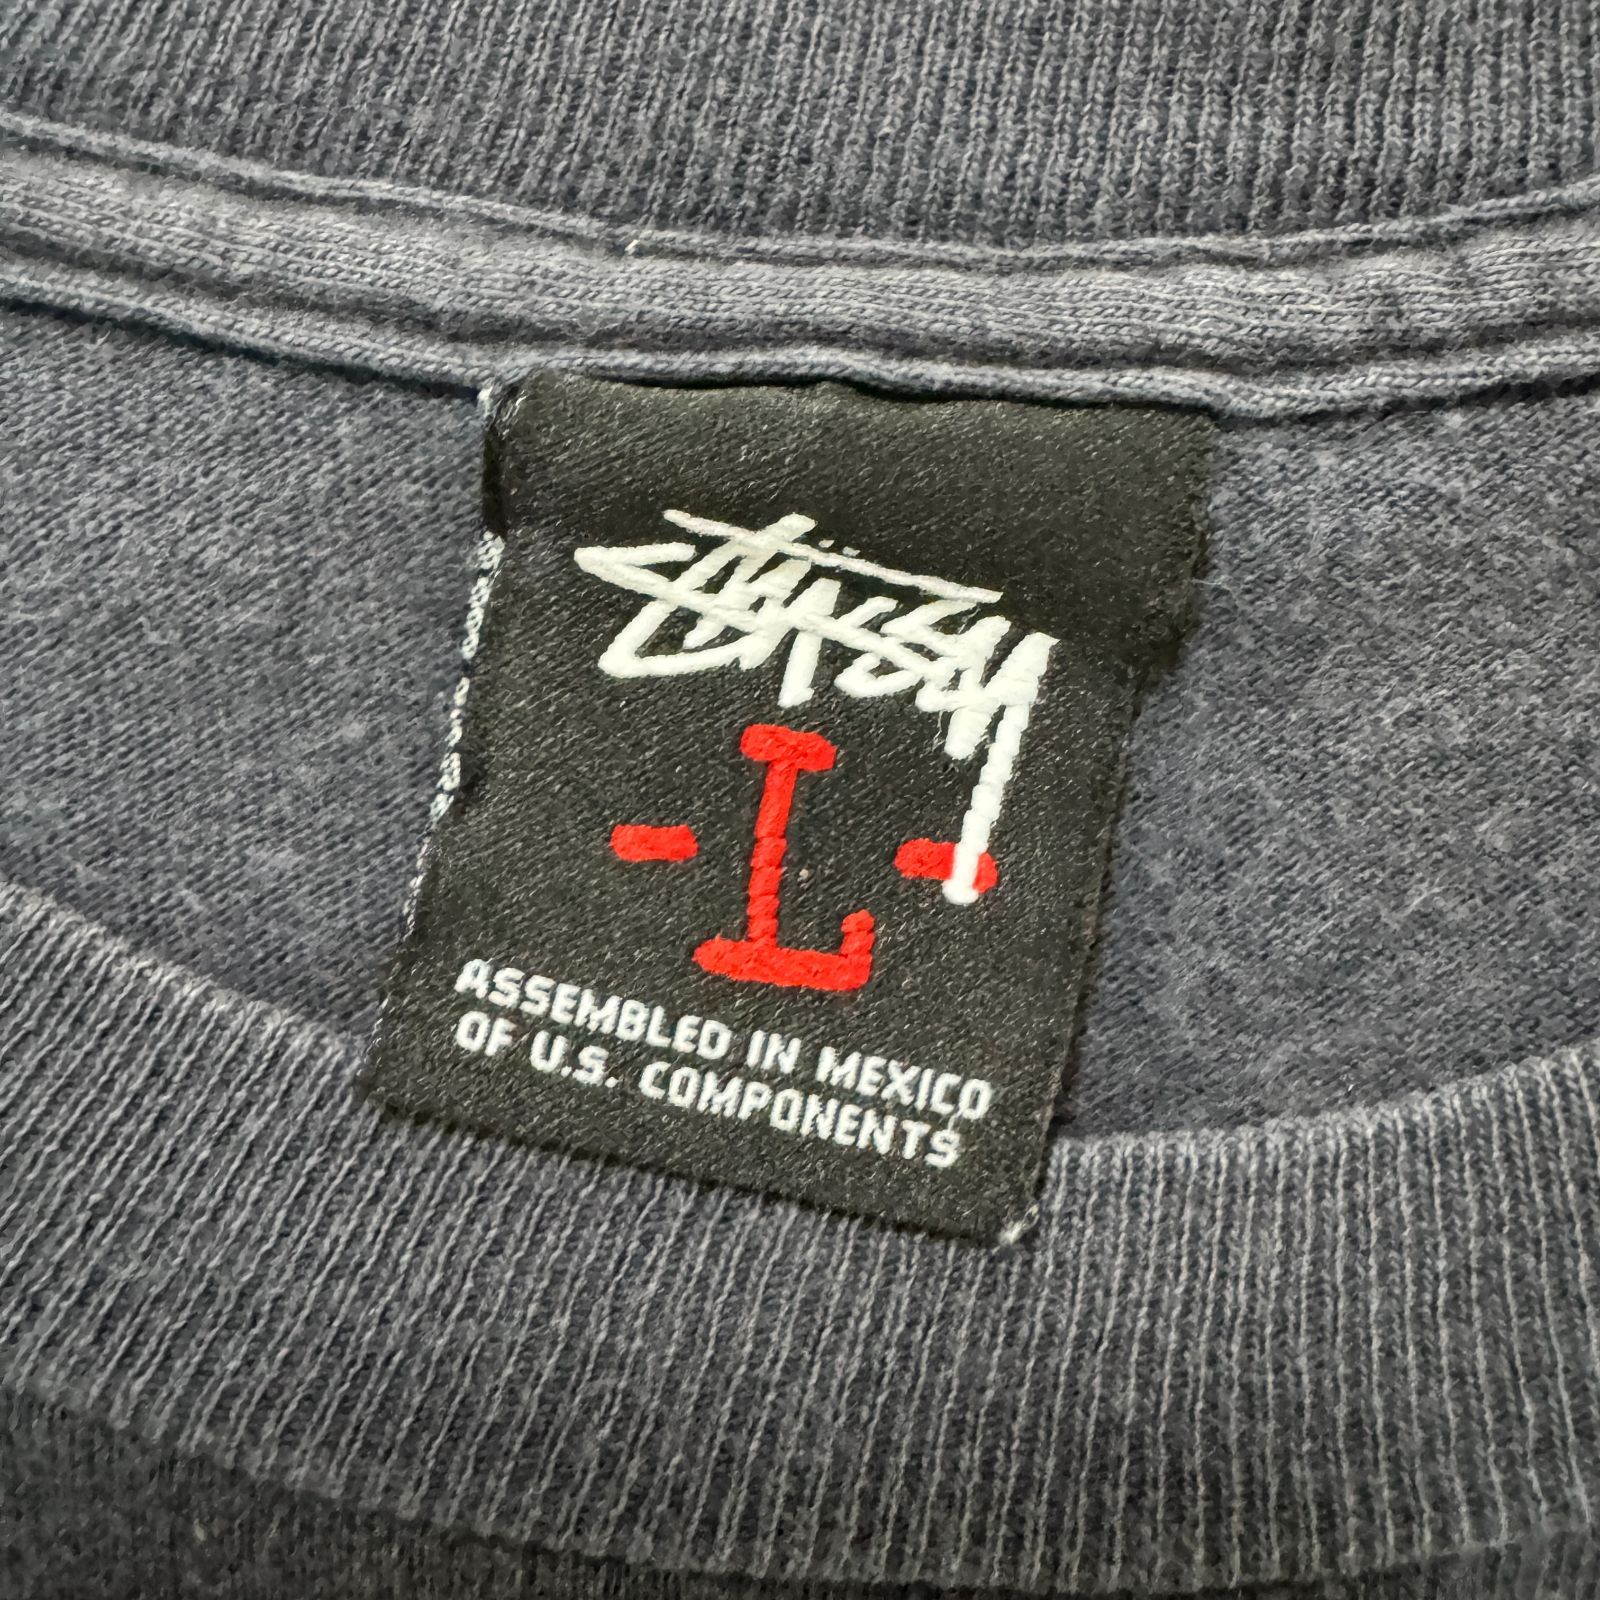 Stüssy
- L -
ASSEMBLED IN MEXICO
OF U.S. COMPONENTS